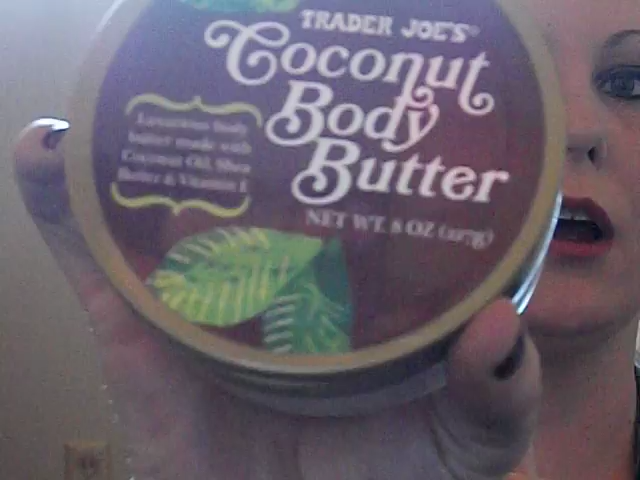 TRADER JOE'S®
Coconut
Body
Butter
Luxurious body
butter made with
Coconut Oil, Shea
Butter & Vitamin E
NET WT. 8 OZ (227g)